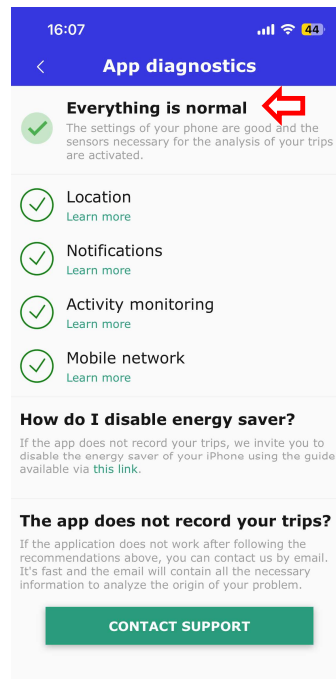 16:07
44
App diagnostics
Everything is normal
The settings of your phone are good and the
sensors necessary for the analysis of your trips
are activated.
Location
Learn more
Notifications
Learn more
Activity monitoring
Learn more
Mobile network
Learn more
How do I disable energy saver?
If the app does not record your trips, we invite you to
disable the energy saver of your iPhone using the guide
available via this link.
The app does not record your trips?
If the application does not work after following the
recommendations above, you can contact us by email.
It's fast and the email will contain all the necessary
information to analyze the origin of your problem.
CONTACT SUPPORT